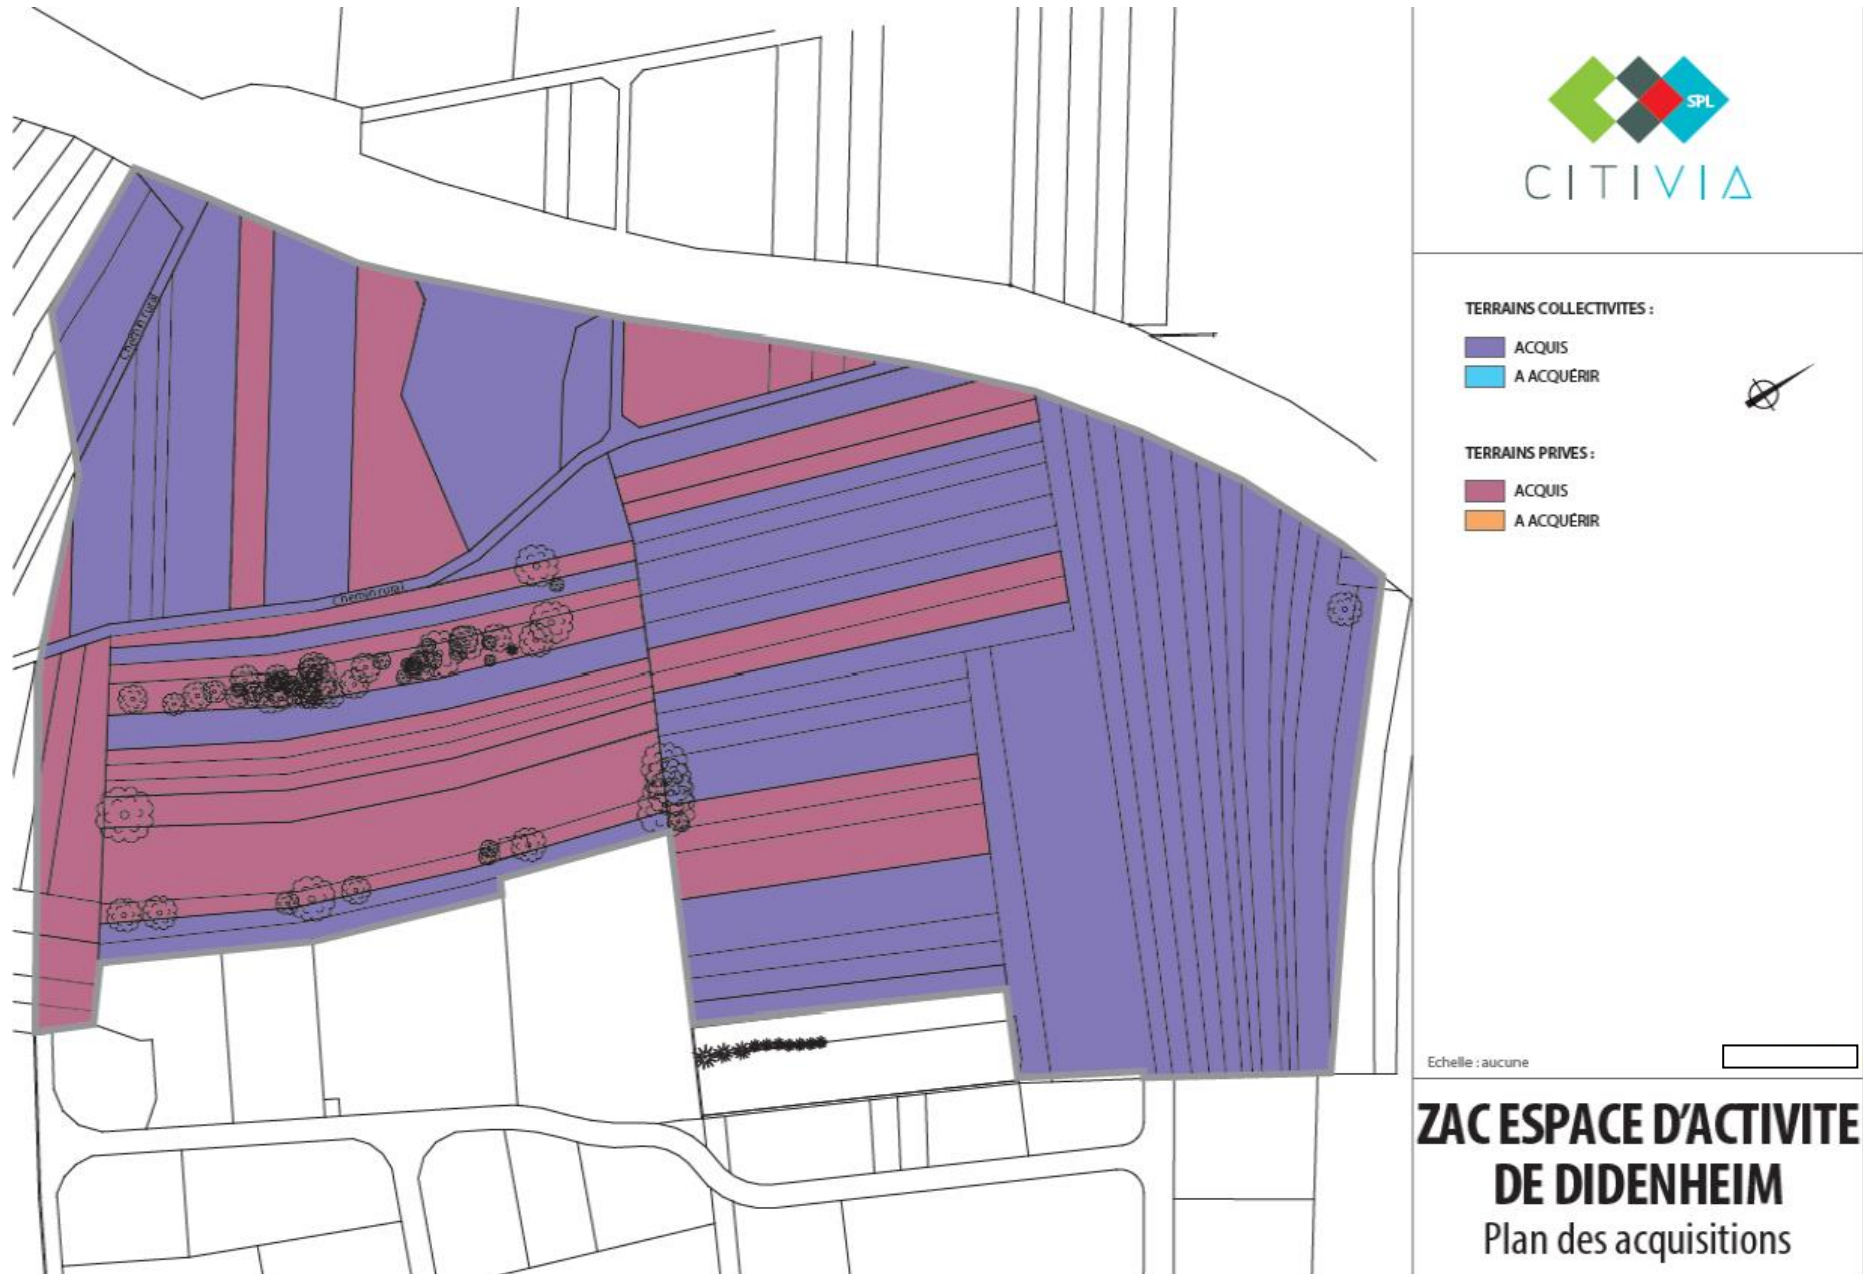 SPL
CITIVIA
TERRAINS COLLECTIVITES :
ACQUIS
A ACQUÉRIR
TERRAINS PRIVES :
ACQUIS
A ACQUÉRIR
Chemin rural
Chemin rural
Echelle : aucune
ZAC ESPACE D'ACTIVITE
DE DIDENHEIM
Plan des acquisitions